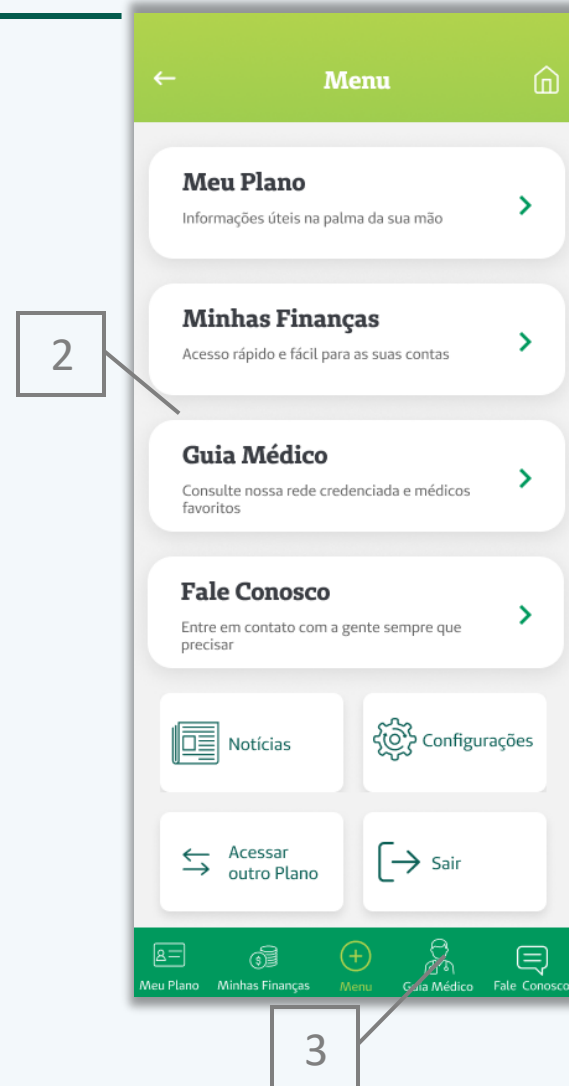 Menu
Meu Plano
Informações úteis na palma da sua mão
Minhas Finanças
Acesso rápido e fácil para as suas contas
2
Guia Médico
Consulte nossa rede credenciada e médicos
favoritos
Fale Conosco
Entre em contato com a gente sempre que
precisar
Notícias
Configurações
Acessar
outro Plano
Sair
Meu Plano
Minhas Finanças
Menu
Guia Médico
Fale Conosco
3